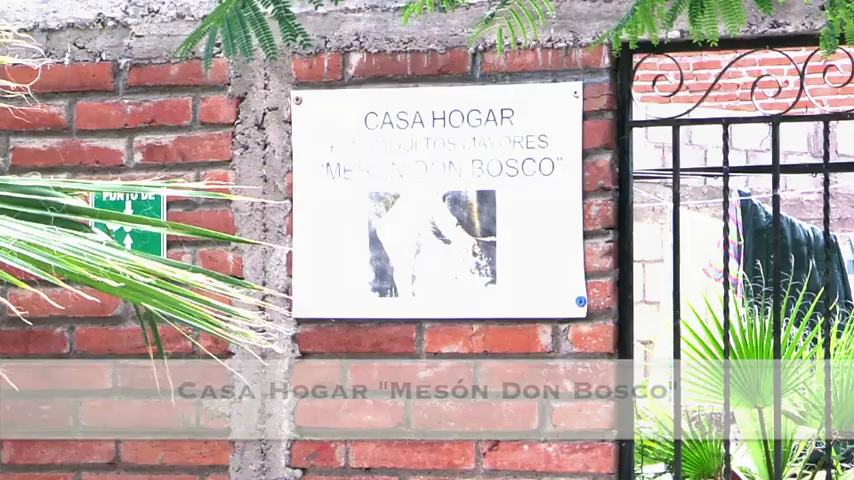 CASA HOGAR
ADULTOS MAYORES
"MESÓN DON BOSCO"
PUNTO DE
CASA HOGAR "MESÓN DON BOSCO"